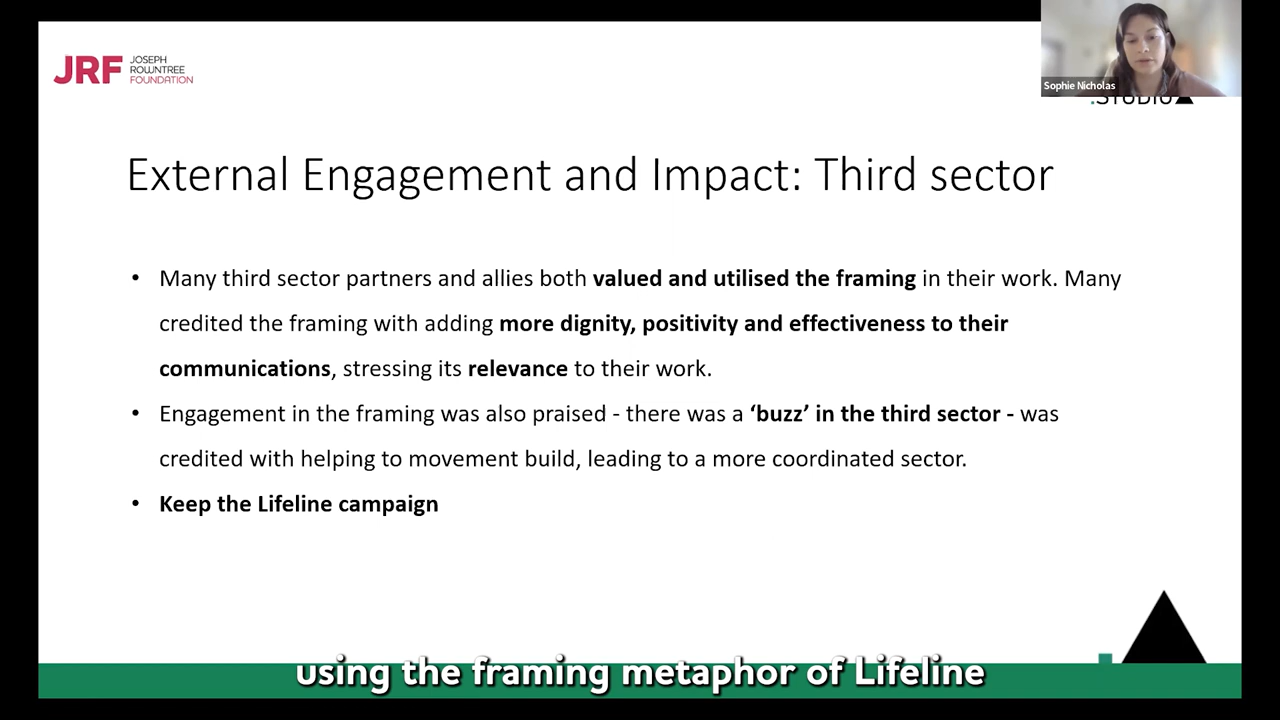 JRF
JOSEPH
ROWNTREE
FOUNDATION
Sophie Nicholas
.STUDIO
External Engagement and Impact: Third sector
• Many third sector partners and allies both valued and utilised the framing in their work. Many
credited the framing with adding more dignity, positivity and effectiveness to their
communications, stressing its relevance to their work.
• Engagement in the framing was also praised - there was a ‘buzz’ in the third sector - was
credited with helping to movement build, leading to a more coordinated sector.
• Keep the Lifeline campaign
using the framing metaphor of Lifeline